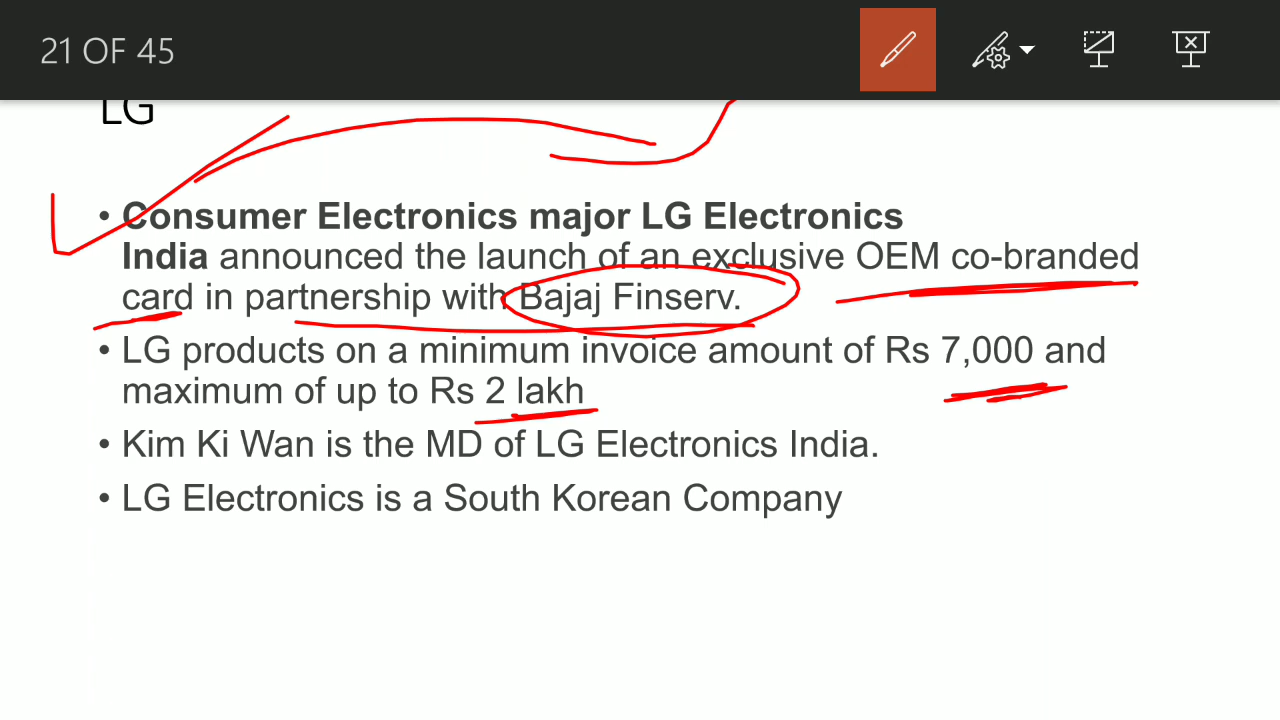 21 OF 45
LG
• Consumer Electronics major LG Electronics
India announced the launch of an exclusive OEM co-branded
card in partnership with Bajaj Finserv.
• LG products on a minimum invoice amount of Rs 7,000 and
maximum of up to Rs 2 lakh
• Kim Ki Wan is the MD of LG Electronics India.
• LG Electronics is a South Korean Company